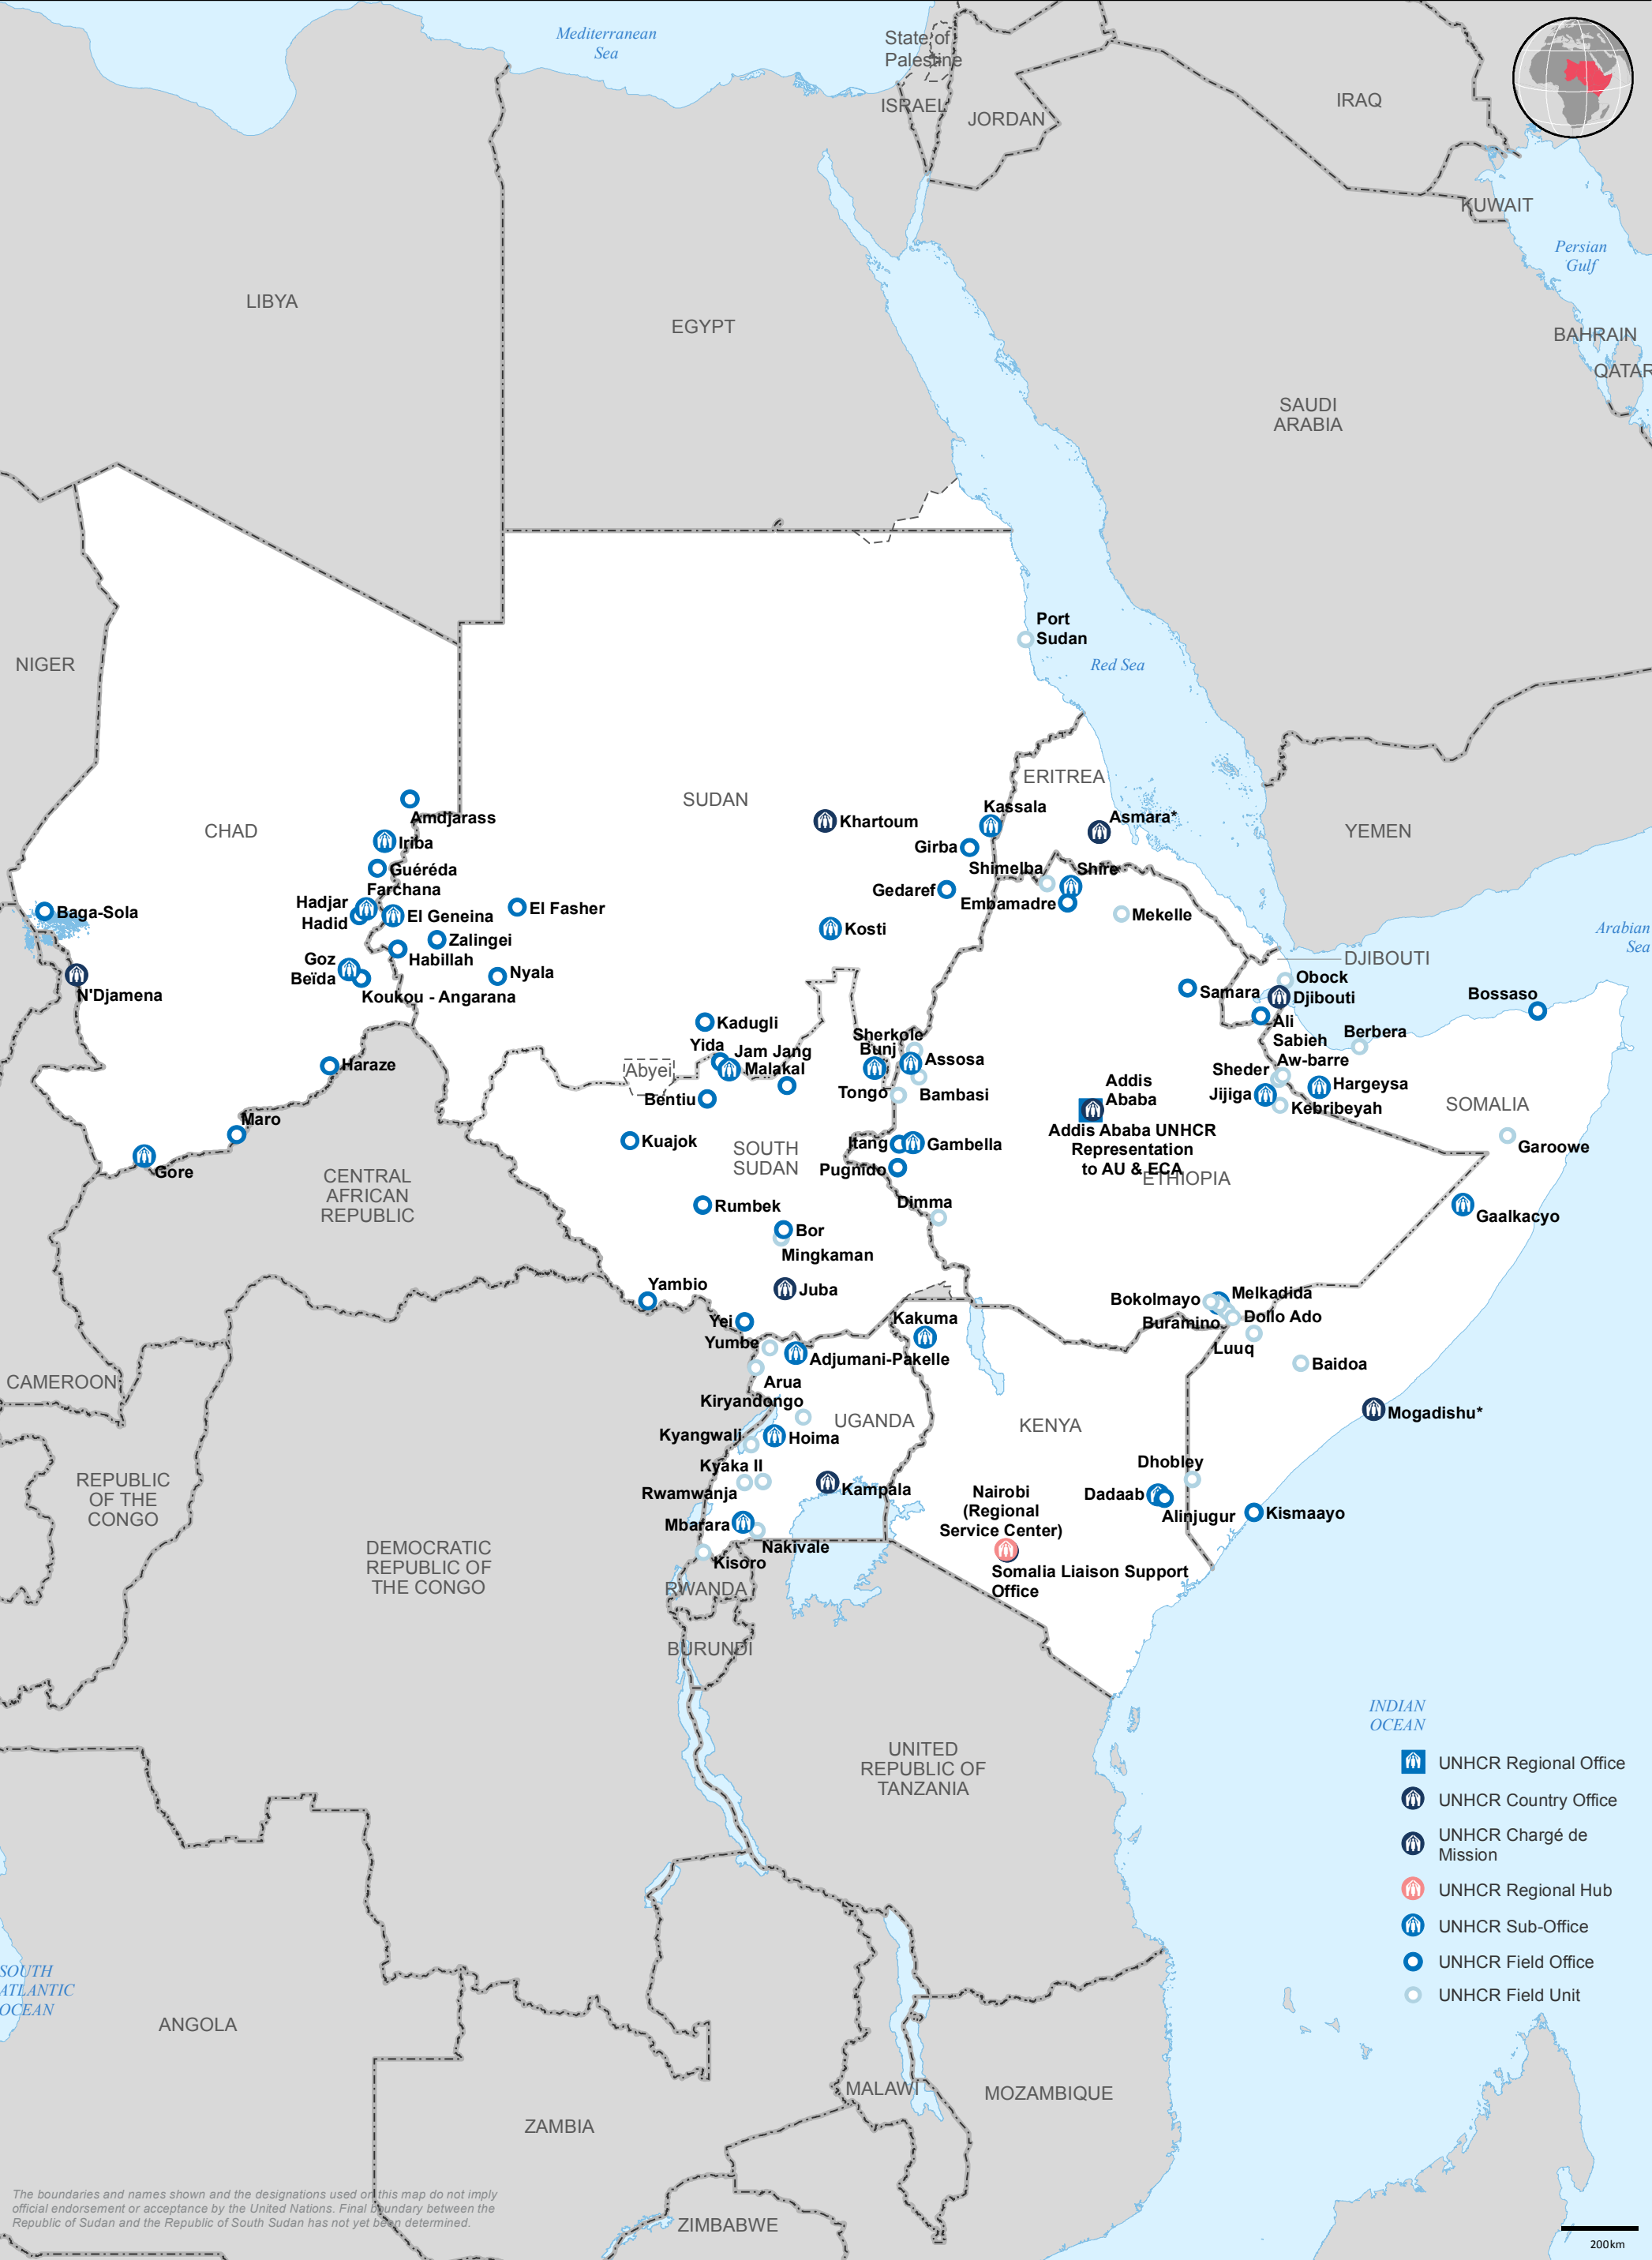 Mediterranean
Sea
State of
Palestine
ISRAEL
JORDAN
IRAQ
KUWAIT
Persian
Gulf
BAHRAIN
QATAR
LIBYA
EGYPT
SAUDI
ARABIA
Port
Sudan
Red Sea
NIGER
ERITREA
SUDAN
CHAD
YEMEN
Kassala
Asmara*
Khartoum
Amdjarass
Iriba
Girba
Shimelba
Shire
Guéréda
Farchana
Gedaref
Embamadre
Hadjar
Hadid
El Geneina
El Fasher
Baga-Sola
Mekelle
Kosti
Arabian
Sea
Zalingei
Habillah
Goz
Beïda
DJIBOUTI
Nyala
Koukou - Angarana
N'Djamena
Obock
Samara
Djibouti
Bossaso
Ali
Sabieh
Berbera
Kadugli
Yida
Jam Jang
Malakal
Sherkole
Bunj
Assosa
Aw-barre
Sheder
Haraze
Abyei
Hargeysa
Addis
Ababa
Bentiu
Tongo
Bambasi
Jijiga
Kebribeyah
SOMALIA
Maro
Addis Ababa UNHCR
Representation
to AU & ECA
Kuajok
SOUTH
SUDAN
Itang
Gambella
Garoowe
Pugnido
ETHIOPIA
Gore
CENTRAL
AFRICAN
REPUBLIC
Rumbek
Dimma
Gaalkacyo
Bor
Mingkaman
Yambio
Juba
Bokolmayo
Melkadida
Buramino
Dollo Ado
Yei
Kakuma
Yumbe
Luuq
Adjumani-Pakelle
Baidoa
CAMEROON
Arua
Kiryandongo
UGANDA
KENYA
Mogadishu*
Kyangwali
Hoima
Kyaka II
Dhobley
REPUBLIC
OF THE
CONGO
Rwamwanja
Kampala
Nairobi
(Regional
Service Center)
Dadaab
Alinjugur
Kismaayo
Mbarara
Nakivale
Kisoro
DEMOCRATIC
REPUBLIC OF
THE CONGO
Somalia Liaison Support
Office
RWANDA
BURUNDI
INDIAN
OCEAN
UNITED
REPUBLIC OF
TANZANIA
UNHCR Regional Office
UNHCR Country Office
UNHCR Chargé de
Mission
UNHCR Regional Hub
UNHCR Sub-Office
UNHCR Field Office
UNHCR Field Unit
SOUTH
ATLANTIC
OCEAN
ANGOLA
MALAWI
MOZAMBIQUE
ZAMBIA
ZIMBABWE
The boundaries and names shown and the designations used on this map do not imply
official endorsement or acceptance by the United Nations. Final boundary between the
Republic of Sudan and the Republic of South Sudan has not yet been determined.
200km